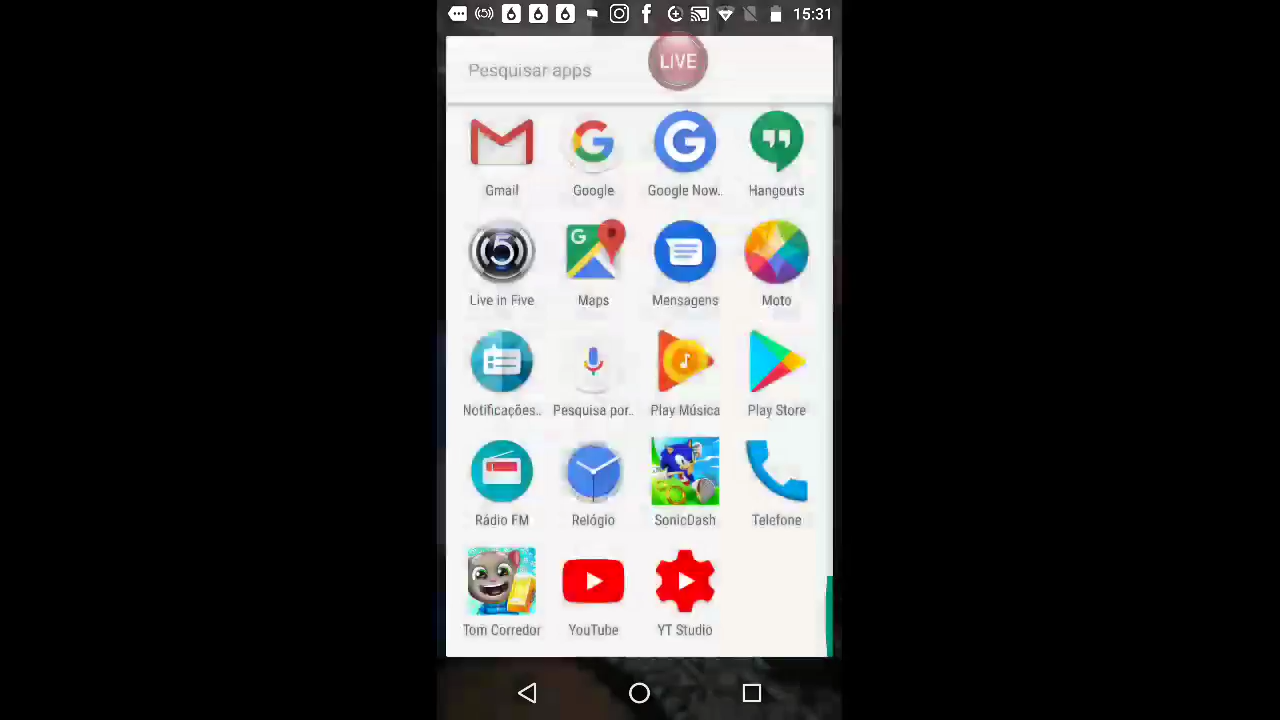 15:31
Pesquisar apps
LIVE
Gmail
Google
Google Now..
Hangouts
Live in Five
Maps
Mensagens
Moto
Notificações..
Pesquisa por..
Play Música
Play Store
Rádio FM
Relógio
SonicDash
Telefone
Tom Corredor
YouTube
YT Studio